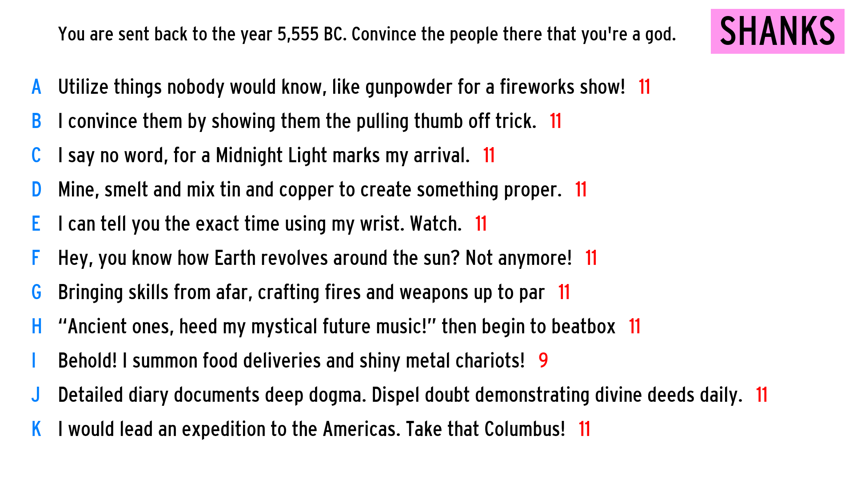 You are sent back to the year 5,555 BC. Convince the people there that you're a god.
SHANKS
A Utilize things nobody would know, like gunpowder for a fireworks show! 11
B I convince them by showing them the pulling thumb off trick. 11
C I say no word, for a Midnight Light marks my arrival. 11
D Mine, smelt and mix tin and copper to create something proper. 11
E I can tell you the exact time using my wrist. Watch. 11
F Hey, you know how Earth revolves around the sun? Not anymore! 11
G Bringing skills from afar, crafting fires and weapons up to par 11
H “Ancient ones, heed my mystical future music!” then begin to beatbox 11
I Behold! I summon food deliveries and shiny metal chariots! 9
J Detailed diary documents deep dogma. Dispel doubt demonstrating divine deeds daily. 11
K I would lead an expedition to the Americas. Take that Columbus! 11